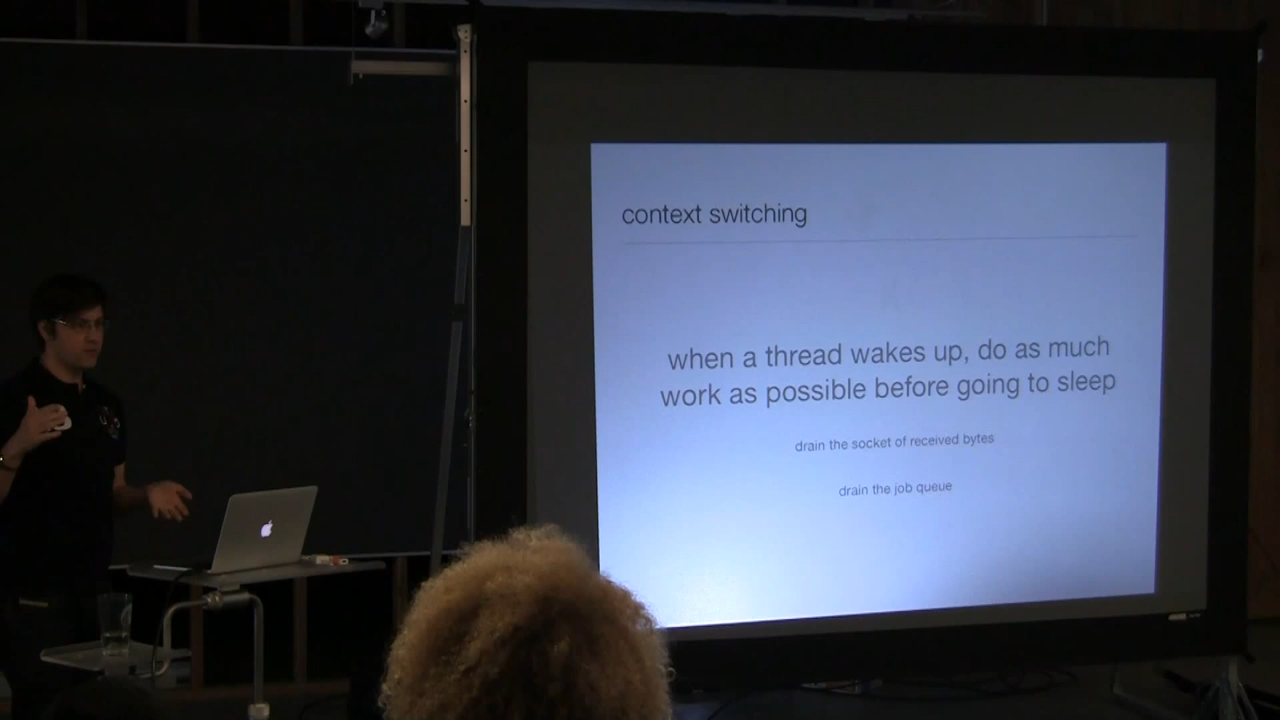 context switching
when a thread wakes up, do as much
work as possible before going to sleep
drain the socket of received bytes
drain the job queue